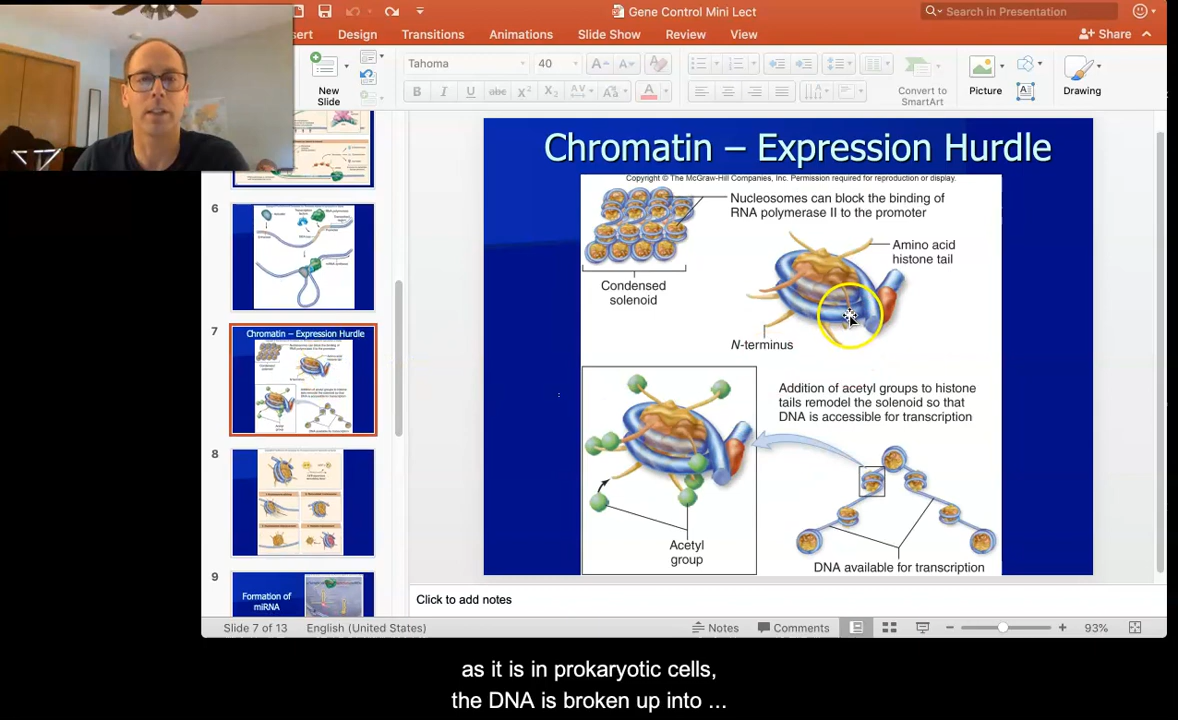 Gene Control Mini Lect
Search in Presentation
sert
Design
Transitions
Animations
Slide Show
Review
View
Share
New
Slide
Tahoma
40
Convert to
SmartArt
Picture
Drawing
6
7
Chromatin – Expression Hurdle
8
9
Formation of
miRNA
Chromatin – Expression Hurdle
Copyright © The McGraw-Hill Companies, Inc. Permission required for reproduction or display.
Nucleosomes can block the binding of
RNA polymerase II to the promoter
Amino acid
histone tail
Condensed
solenoid
N-terminus
Addition of acetyl groups to histone
tails remodel the solenoid so that
DNA is accessible for transcription
Acetyl
group
DNA available for transcription
Click to add notes
Slide 7 of 13
English (United States)
Notes
Comments
93%
as it is in prokaryotic cells,
the DNA is broken up into ...